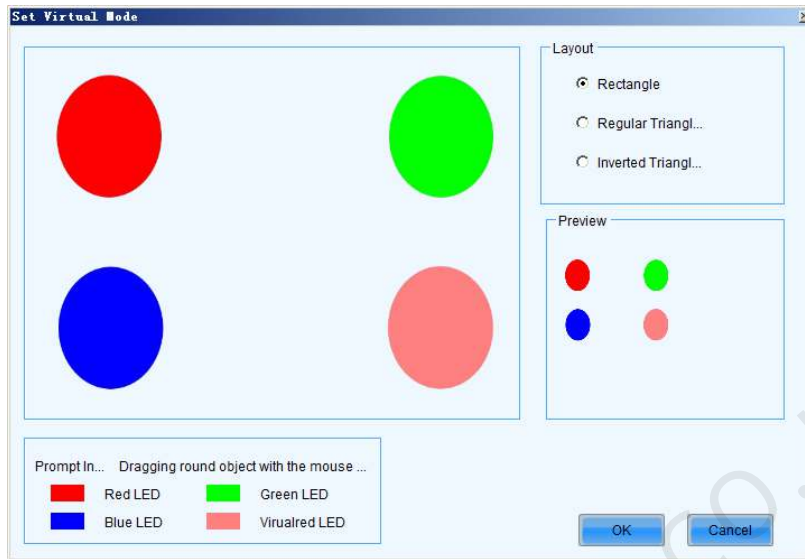 Set Virtual Mode
Layout
Rectangle
Regular Triangl...
Inverted Triangl...
Preview
Prompt In... Dragging round object with the mouse ...
Red LED Green LED
Blue LED Virualred LED
OK Cancel